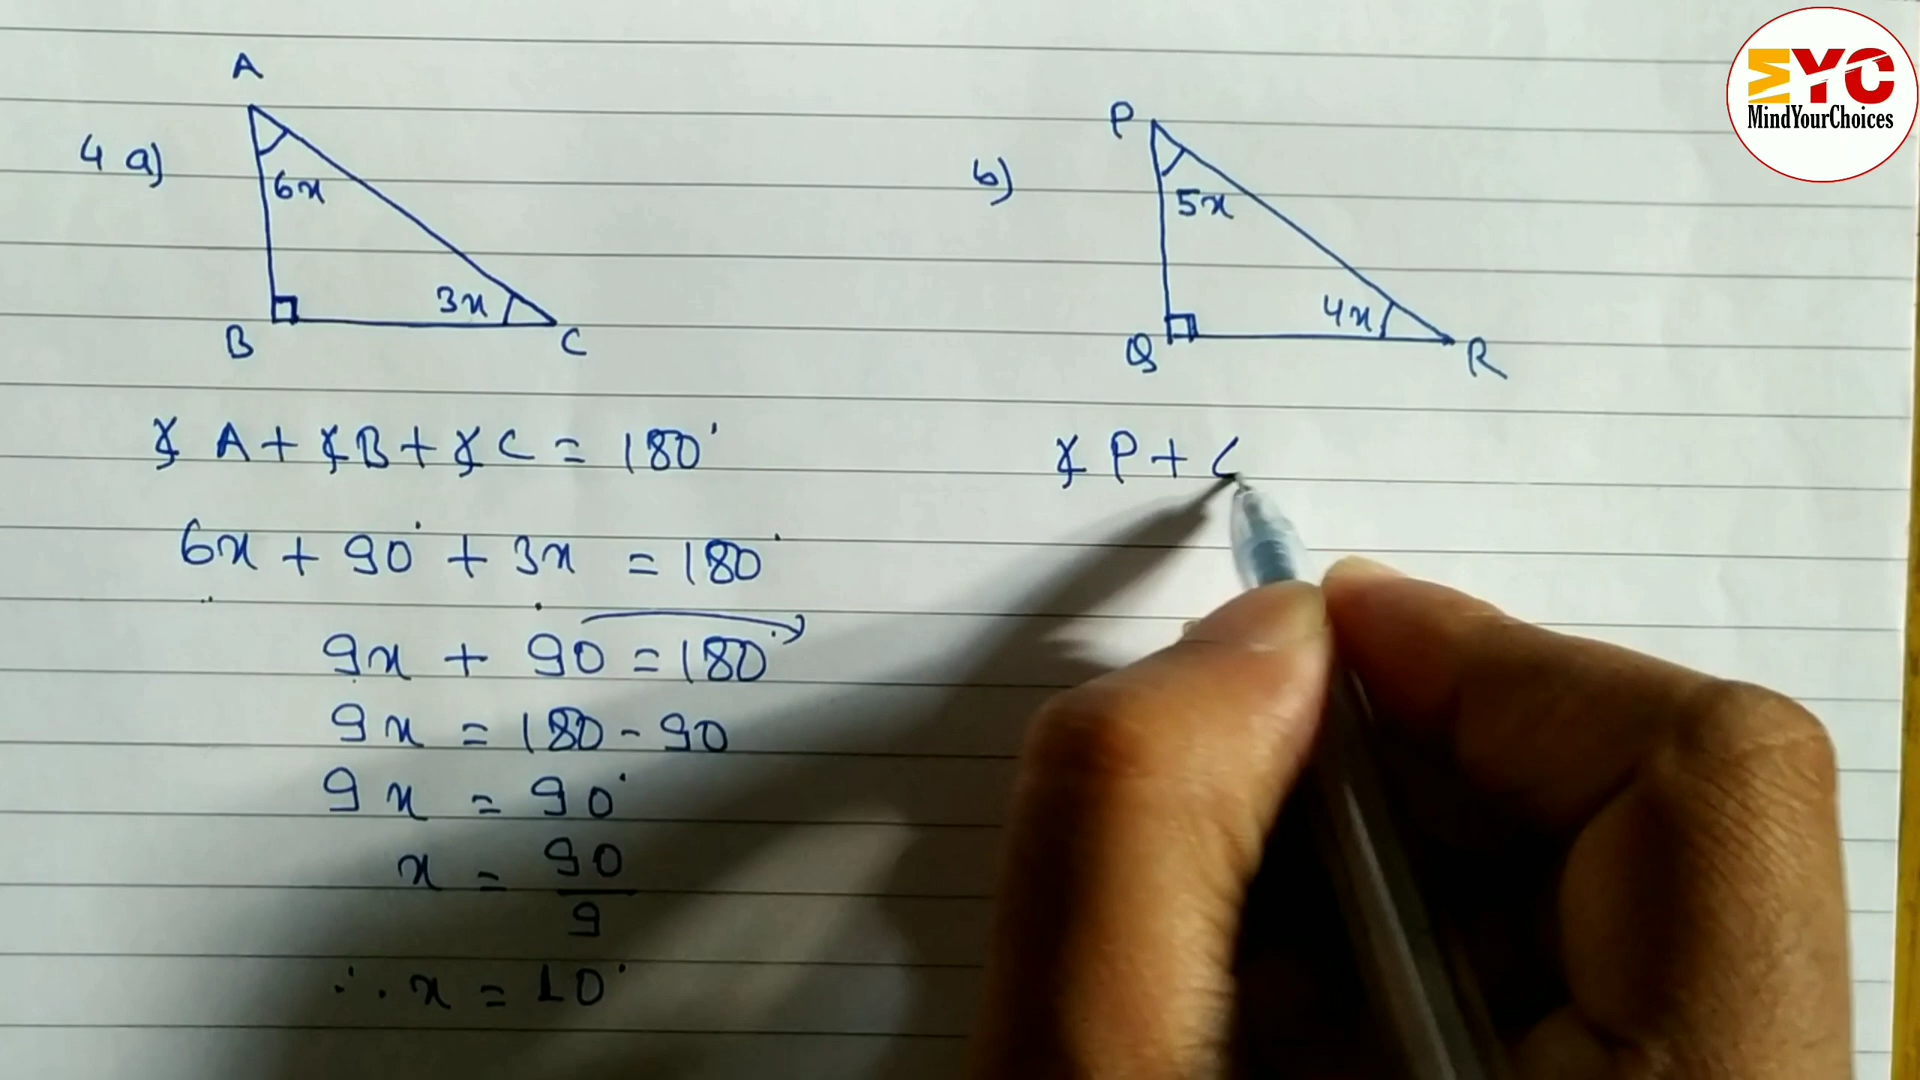 MYC
MindYourChoices
4 a)
A
6x
3x
B
C
∡ A + ∡ B + ∡ C = 180°
6x + 90° + 3x = 180°
9x + 90° = 180°
9x = 180 - 90
9x = 90°
x = 90
9
∴ x = 10°
b)
P
5x
4x
Q
R
∡ P + ∠